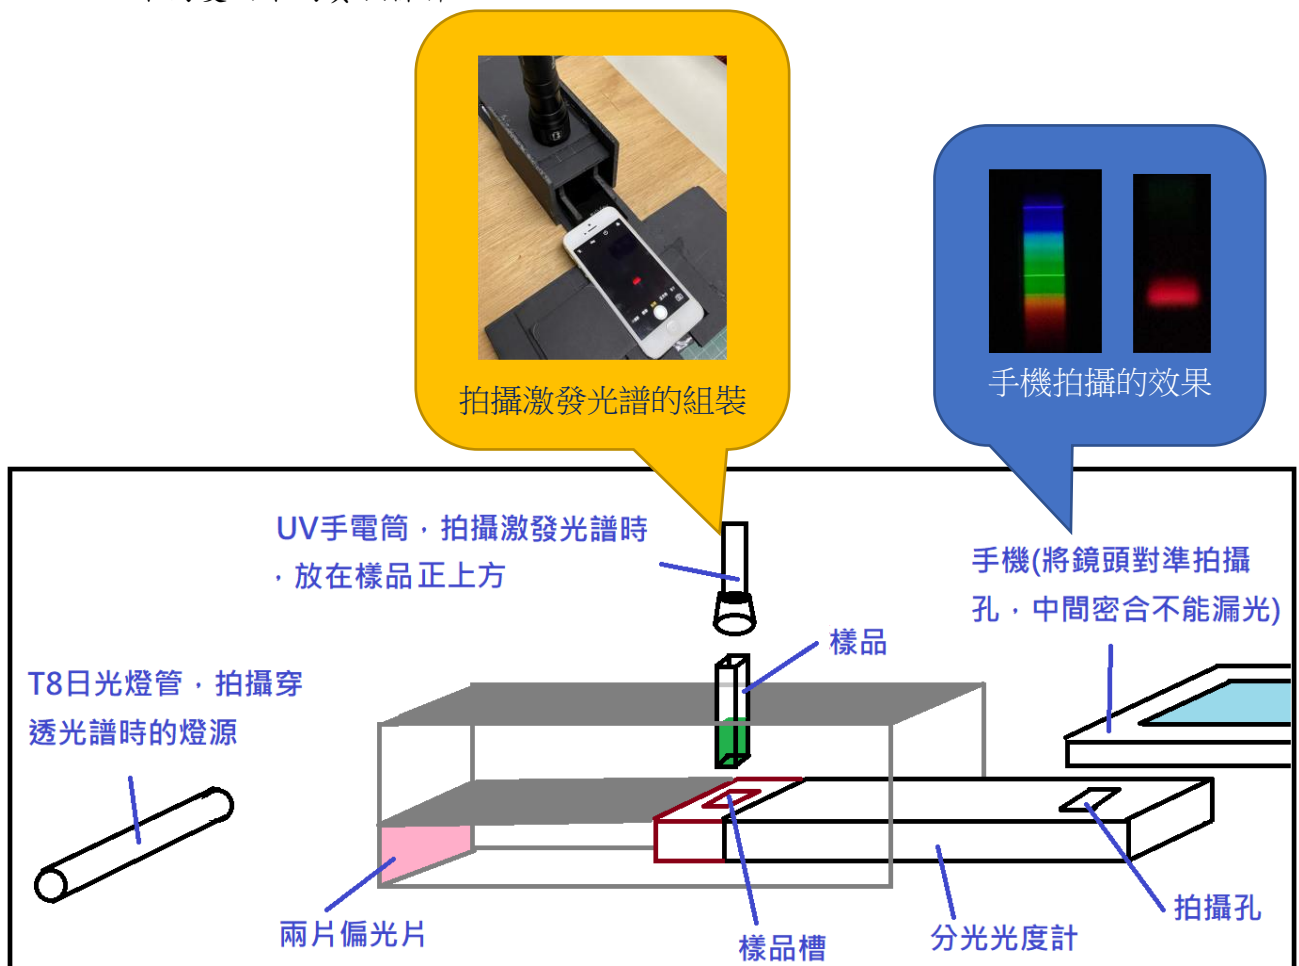 拍攝激發光譜的組裝
手機拍攝的效果
UV手電筒，拍攝激發光譜時
，放在樣品正上方
手機(將鏡頭對準拍攝
孔，中間密合不能漏光)
樣品
T8日光燈管，拍攝穿
透光譜時的燈源
兩片偏光片
樣品槽
分光光度計
拍攝孔